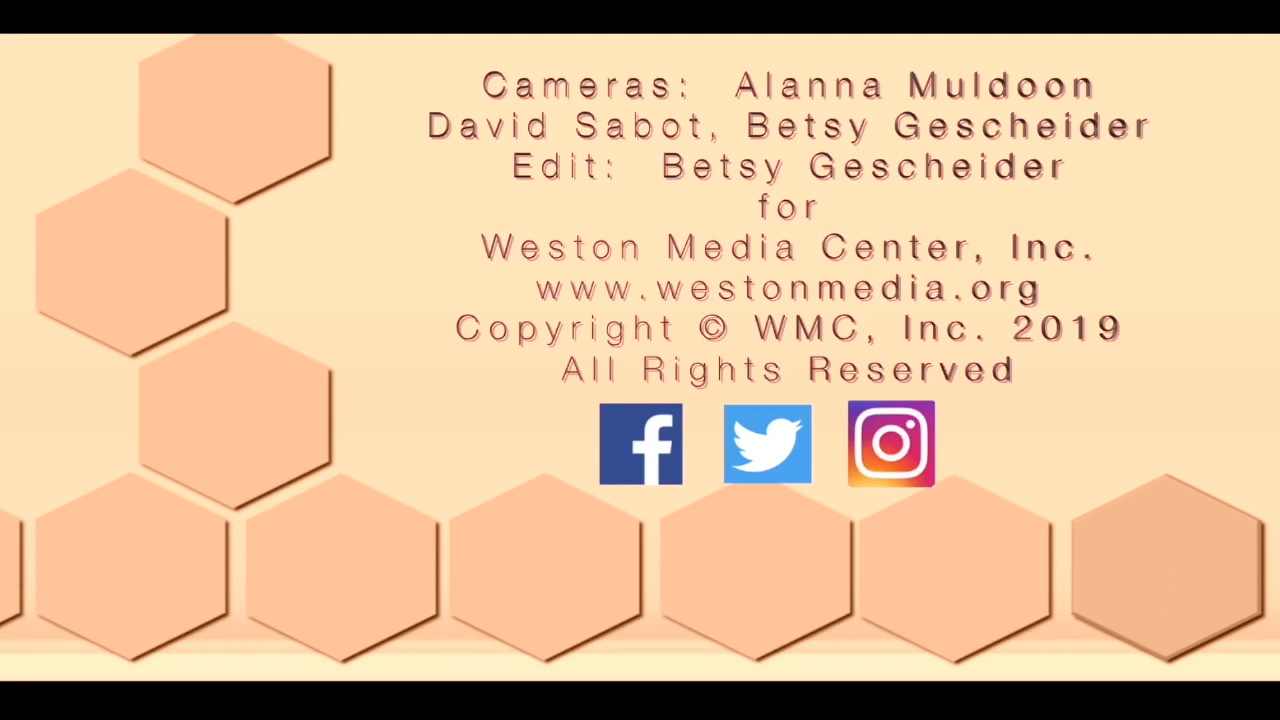 Cameras: Alanna Muldoon
David Sabot, Betsy Gescheider
Edit: Betsy Gescheider
for
Weston Media Center, Inc.
www.westonmedia.org
Copyright © WMC, Inc. 2019
All Rights Reserved